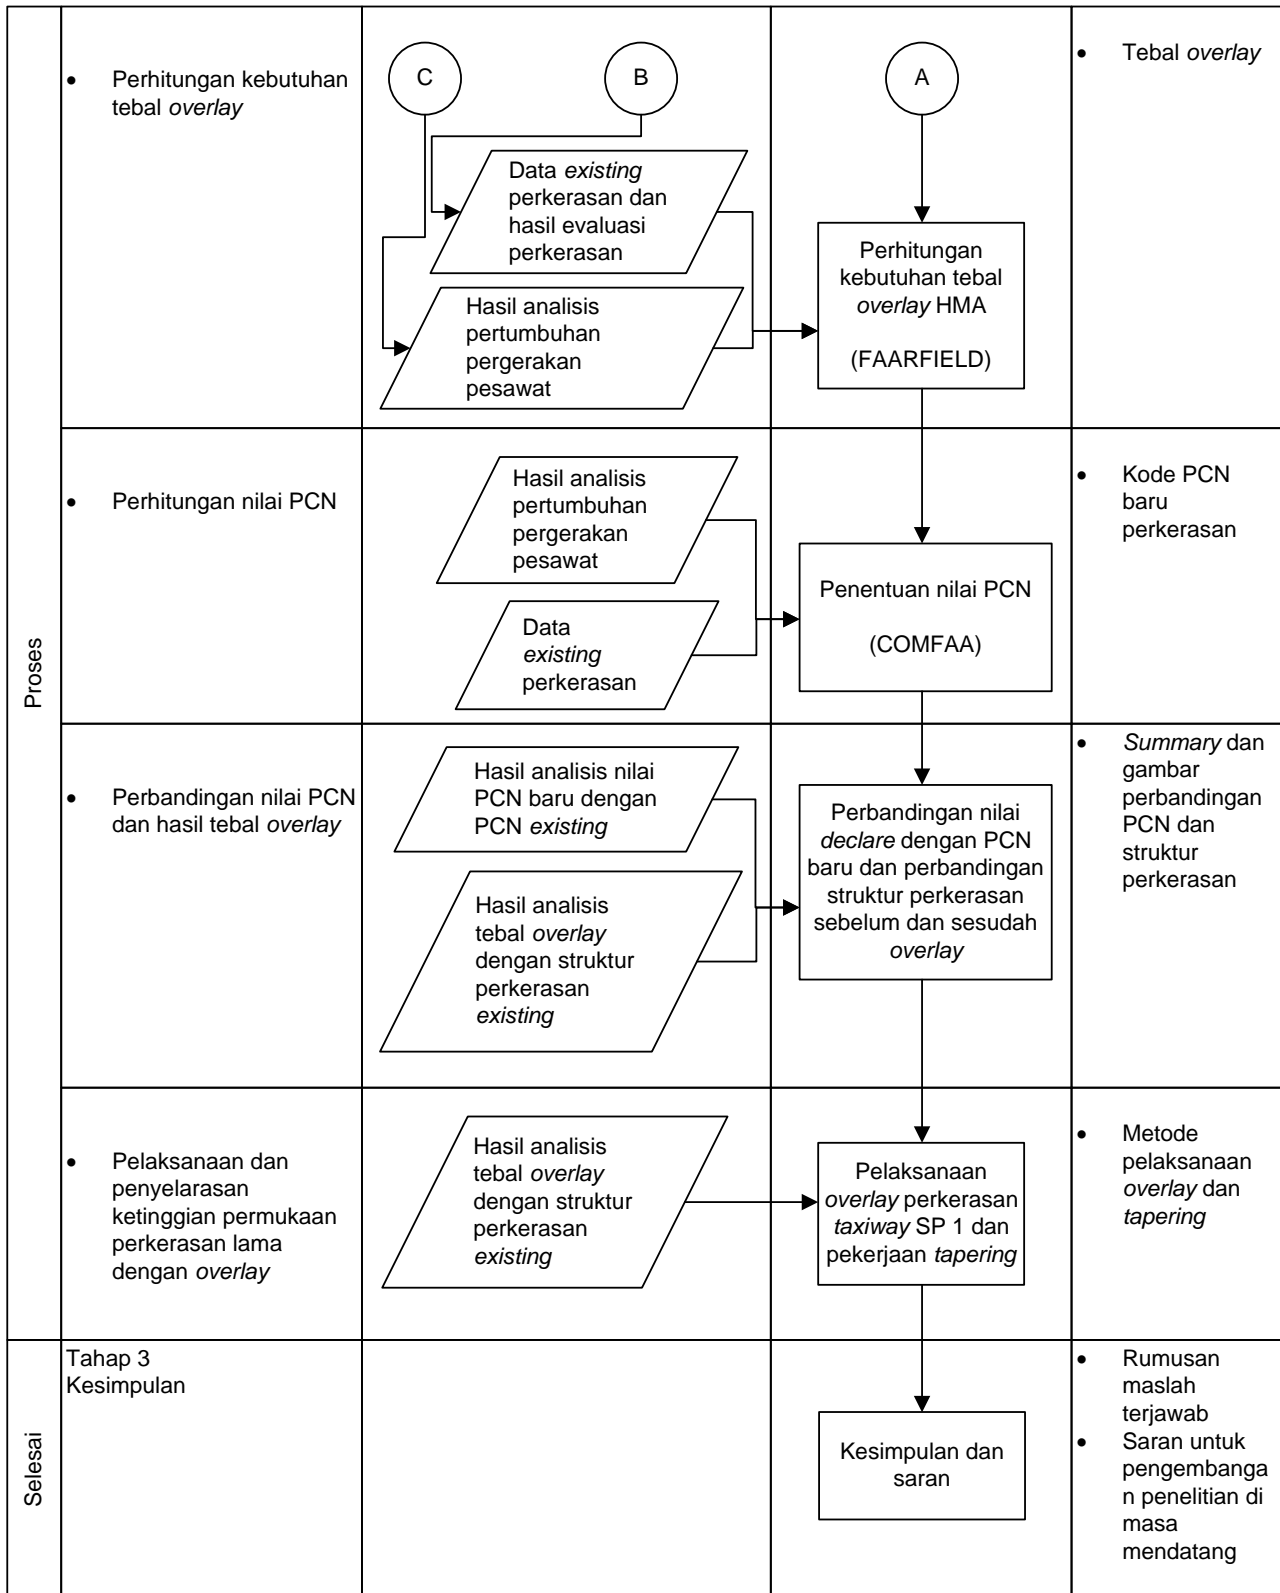 Proses
• Perhitungan kebutuhan
tebal overlay
C
B
Data existing
perkerasan dan
hasil evaluasi
perkerasan
Hasil analisis
pertumbuhan
pergerakan
pesawat
A
Perhitungan
kebutuhan tebal
overlay HMA
(FAARFIELD)
• Tebal overlay
• Perhitungan nilai PCN
Hasil analisis
pertumbuhan
pergerakan
pesawat
Data
existing
perkerasan
Penentuan nilai PCN
(COMFAA)
• Kode PCN
baru
perkerasan
• Perbandingan nilai PCN
dan hasil tebal overlay
Hasil analisis nilai
PCN baru dengan
PCN existing
Hasil analisis
tebal overlay
dengan struktur
perkerasan
existing
Perbandingan nilai
declare dengan PCN
baru dan perbandingan
struktur perkerasan
sebelum dan sesudah
overlay
• Summary dan
gambar
perbandingan
PCN dan
struktur
perkerasan
• Pelaksanaan dan
penyelarasan
ketinggian permukaan
perkerasan lama
dengan overlay
Hasil analisis
tebal overlay
dengan struktur
perkerasan
existing
Pelaksanaan
overlay perkerasan
taxiway SP 1 dan
pekerjaan tapering
• Metode
pelaksanaan
overlay dan
tapering
Selesai
Tahap 3
Kesimpulan
Kesimpulan dan
saran
• Rumusan
maslah
terjawab
• Saran untuk
pengembanga
n penelitian di
masa
mendatang